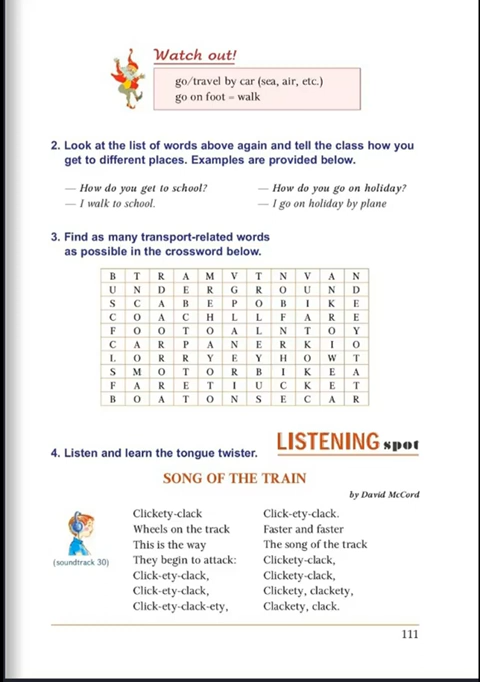 Watch out!
go/travel by car (sea, air, etc.)
go on foot – walk
2. Look at the list of words above again and tell the class how you
get to different places. Examples are provided below.
— How do you get to school?
— I walk to school.
— How do you go on holiday?
— I go on holiday by plane
3. Find as many transport-related words
as possible in the crossword below.
B T R A M V T N V A N
U N D E R G R O U N D
S C A B E P O B I K E
C O A C H L L F A R E
F O O T O A L N T O Y
C A R P A N E R K I O
L O R R Y E Y H O W T
S M O T O R B I K E A
F A R E T I U C K E T
B O A T O N S E C A R
LISTENING spot
4. Listen and learn the tongue twister.
SONG OF THE TRAIN
by David McCord
(soundtrack 30)
Clickety-clack
Wheels on the track
This is the way
They begin to attack:
Click-ety-clack,
Click-ety-clack,
Click-ety-clack-ety,
Click-ety-clack.
Faster and faster
The song of the track
Clickety-clack,
Clickety-clack,
Clickety, clackety,
Clackety, clack.
111